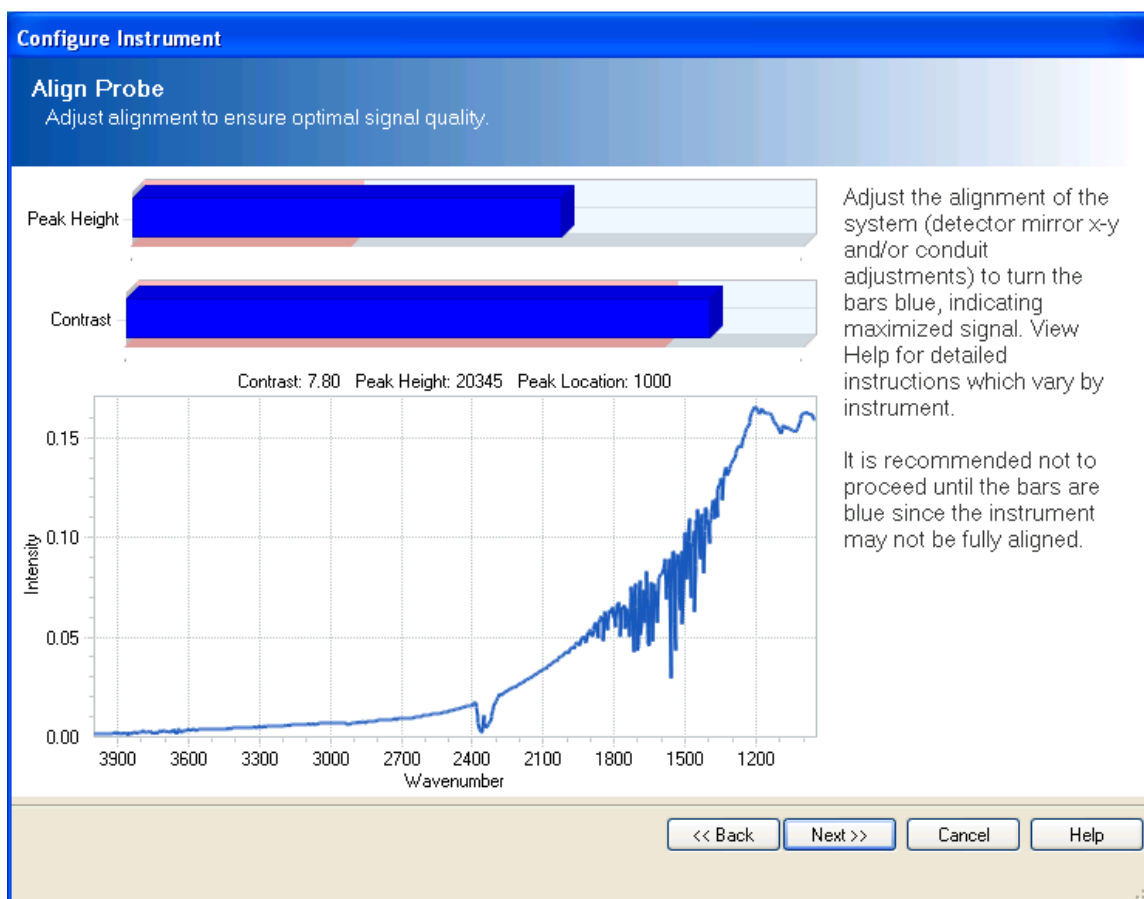 Configure Instrument
Align Probe
Adjust alignment to ensure optimal signal quality.
Peak Height
Contrast
Contrast: 7.80 Peak Height: 20345 Peak Location: 1000
0.15
0.10
0.05
0.00
Intensity
3900 3600 3300 3000 2700 2400 2100 1800 1500 1200
Wavenumber
Adjust the alignment of the
system (detector mirror x-y
and/or conduit
adjustments) to turn the
bars blue, indicating
maximized signal. View
Help for detailed
instructions which vary by
instrument.
It is recommended not to
proceed until the bars are
blue since the instrument
may not be fully aligned.
<< Back Next >> Cancel Help